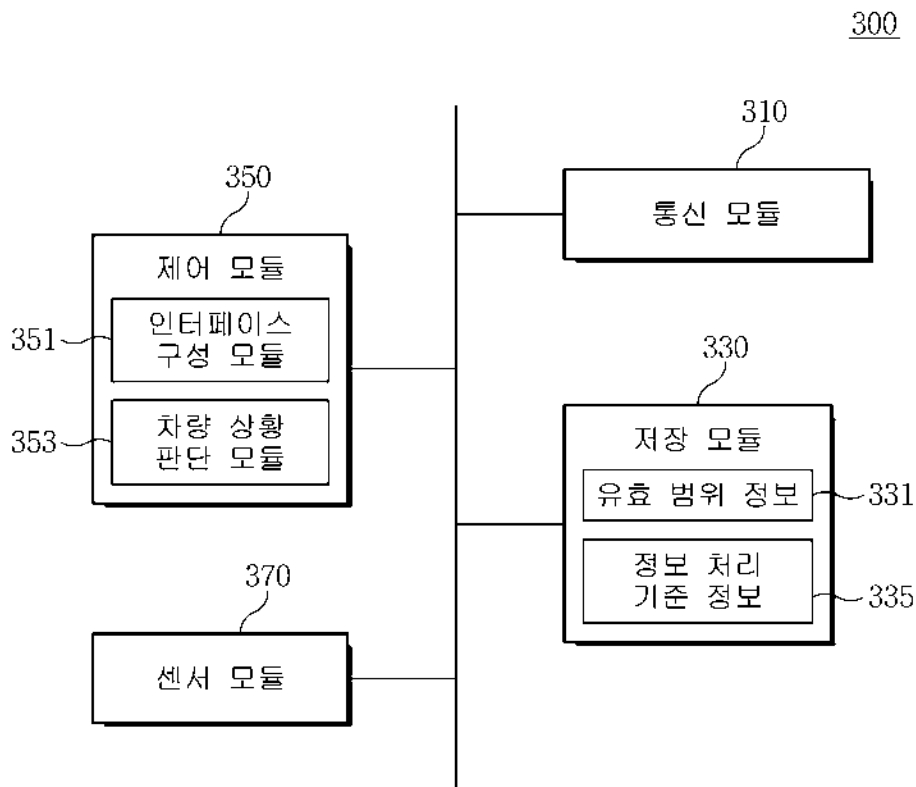 300
310
통신 모듈
350
제어 모듈
351
인터페이스
구성 모듈
353
차량 상황
판단 모듈
330
저장 모듈
유효 범위 정보
331
정보 처리
기준 정보
335
370
센서 모듈